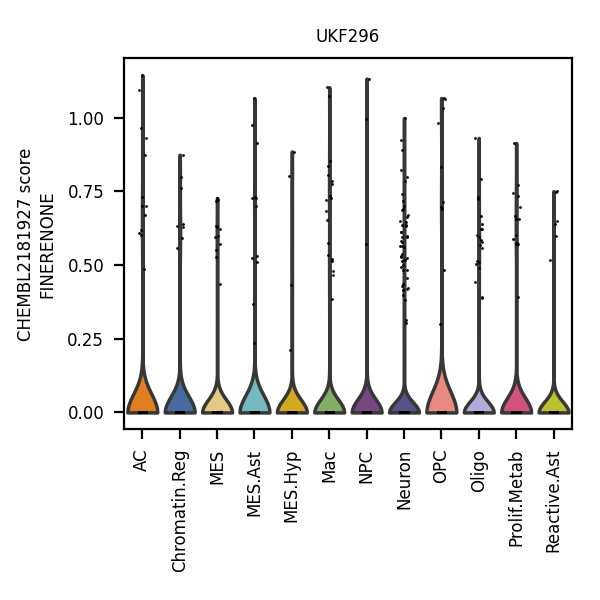 UKF296
CHEMBL2181927 score
FINERENONE
1.00
0.75
0.50
0.25
0.00
AC
Chromatin.Reg
MES
MES.Ast
MES.Hyp
Mac
NPC
Neuron
OPC
Oligo
Prolif.Metab
Reactive.Ast